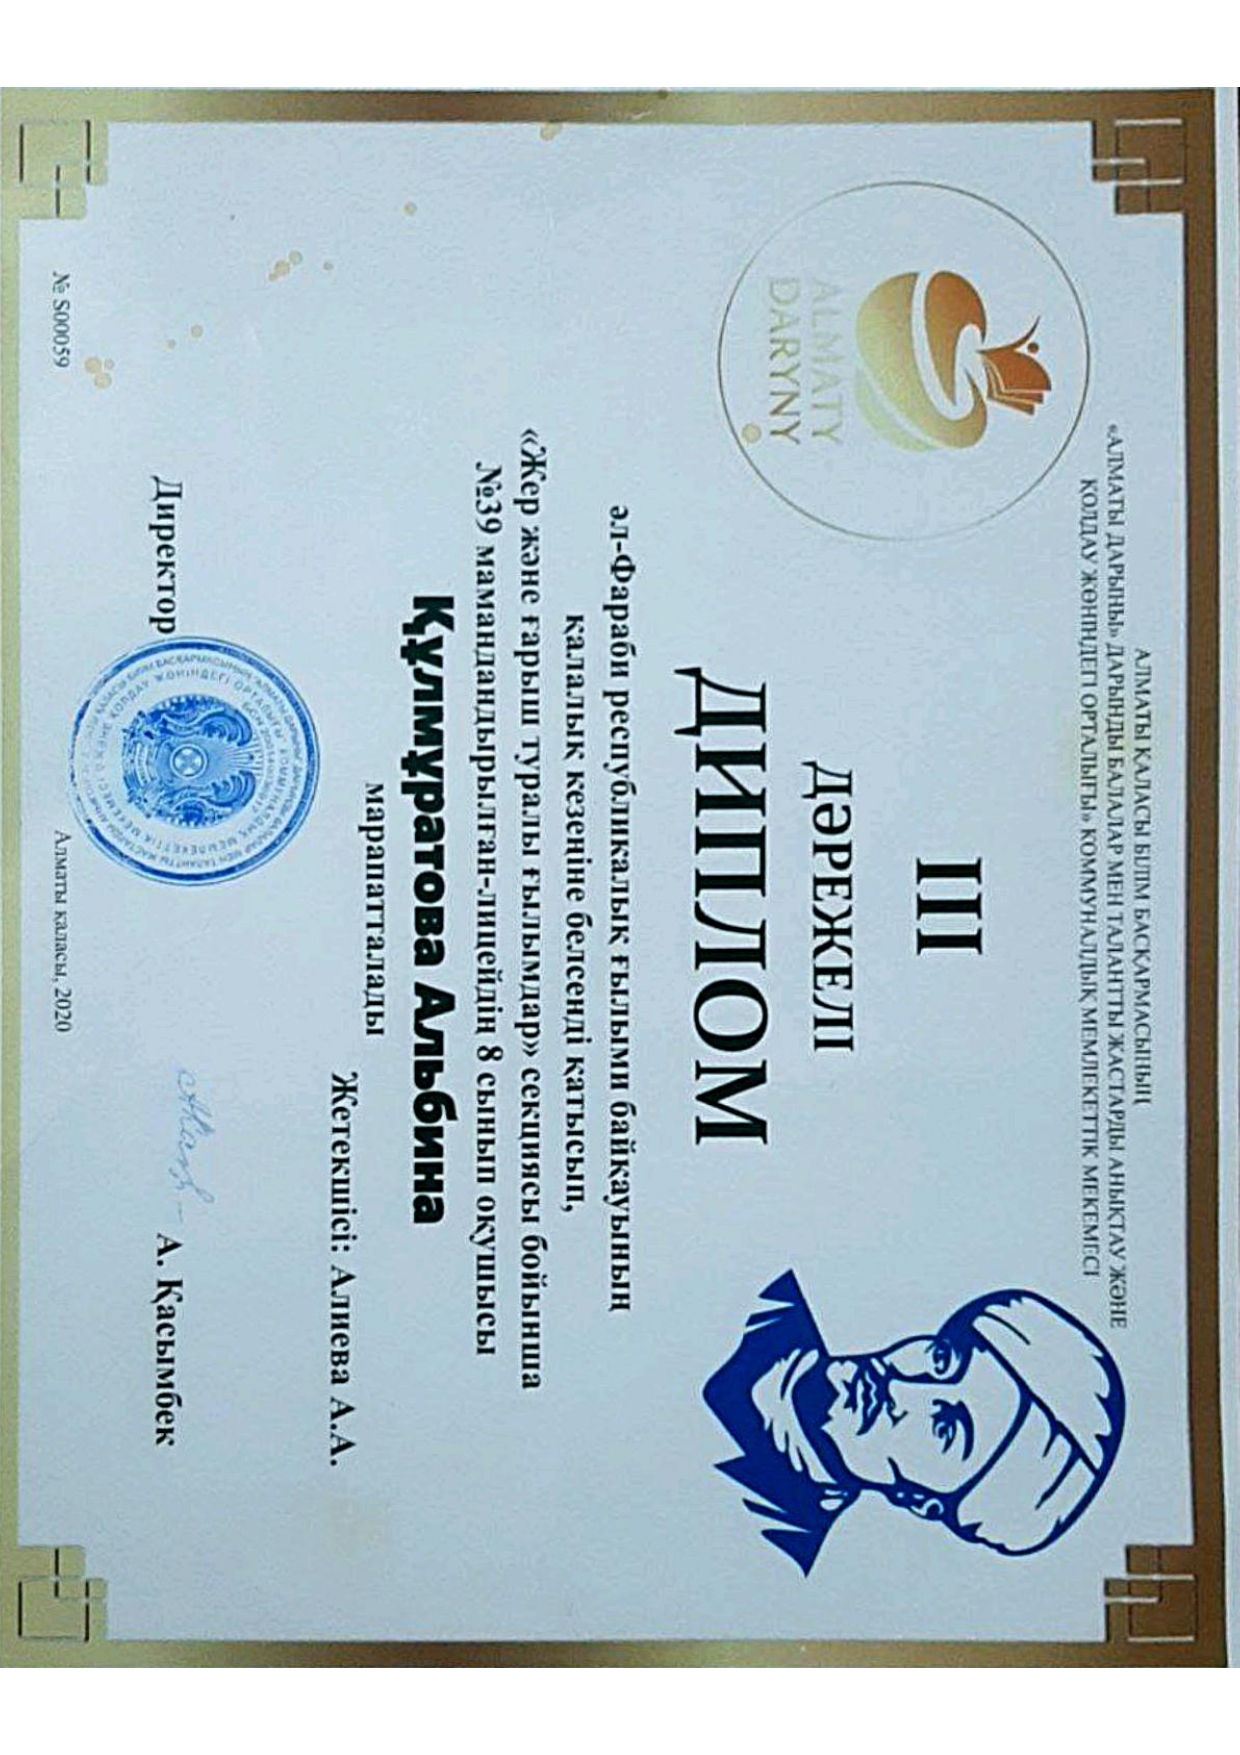 АЛМАТЫ ҚАЛАСЫ БІЛІМ БАСҚАРМАСЫНЫҢ
«АЛМАТЫ ДАРЫНЫ» ДАРЫНДЫ БАЛАЛАР МЕН ТАЛАНТТЫ ЖАСТАРДЫ АНЫҚТАУ ЖӘНЕ
ҚОЛДАУ ЖӨНІНДЕГІ ОРТАЛЫҒЫ» КОММУНАЛДЫҚ МЕМЛЕКЕТТІК МЕКЕМЕСІ
ALMATY
DARYNY
III
ДӘРЕЖЕЛІ
ДИПЛОМ
әл-Фараби республикалық ғылыми байқауының
қалалық кезеңіне белсенді қатысып,
«Жер және ғарыш туралы ғылымдар» секциясы бойынша
№39 мамандандырылған-лицейдің 8 сынып оқушысы
Құлмұратова Альбина
марапатталады
Жетекшісі: Алиева А.А.
Директор
А. Қасымбек
№ S00059
Алматы қаласы, 2020